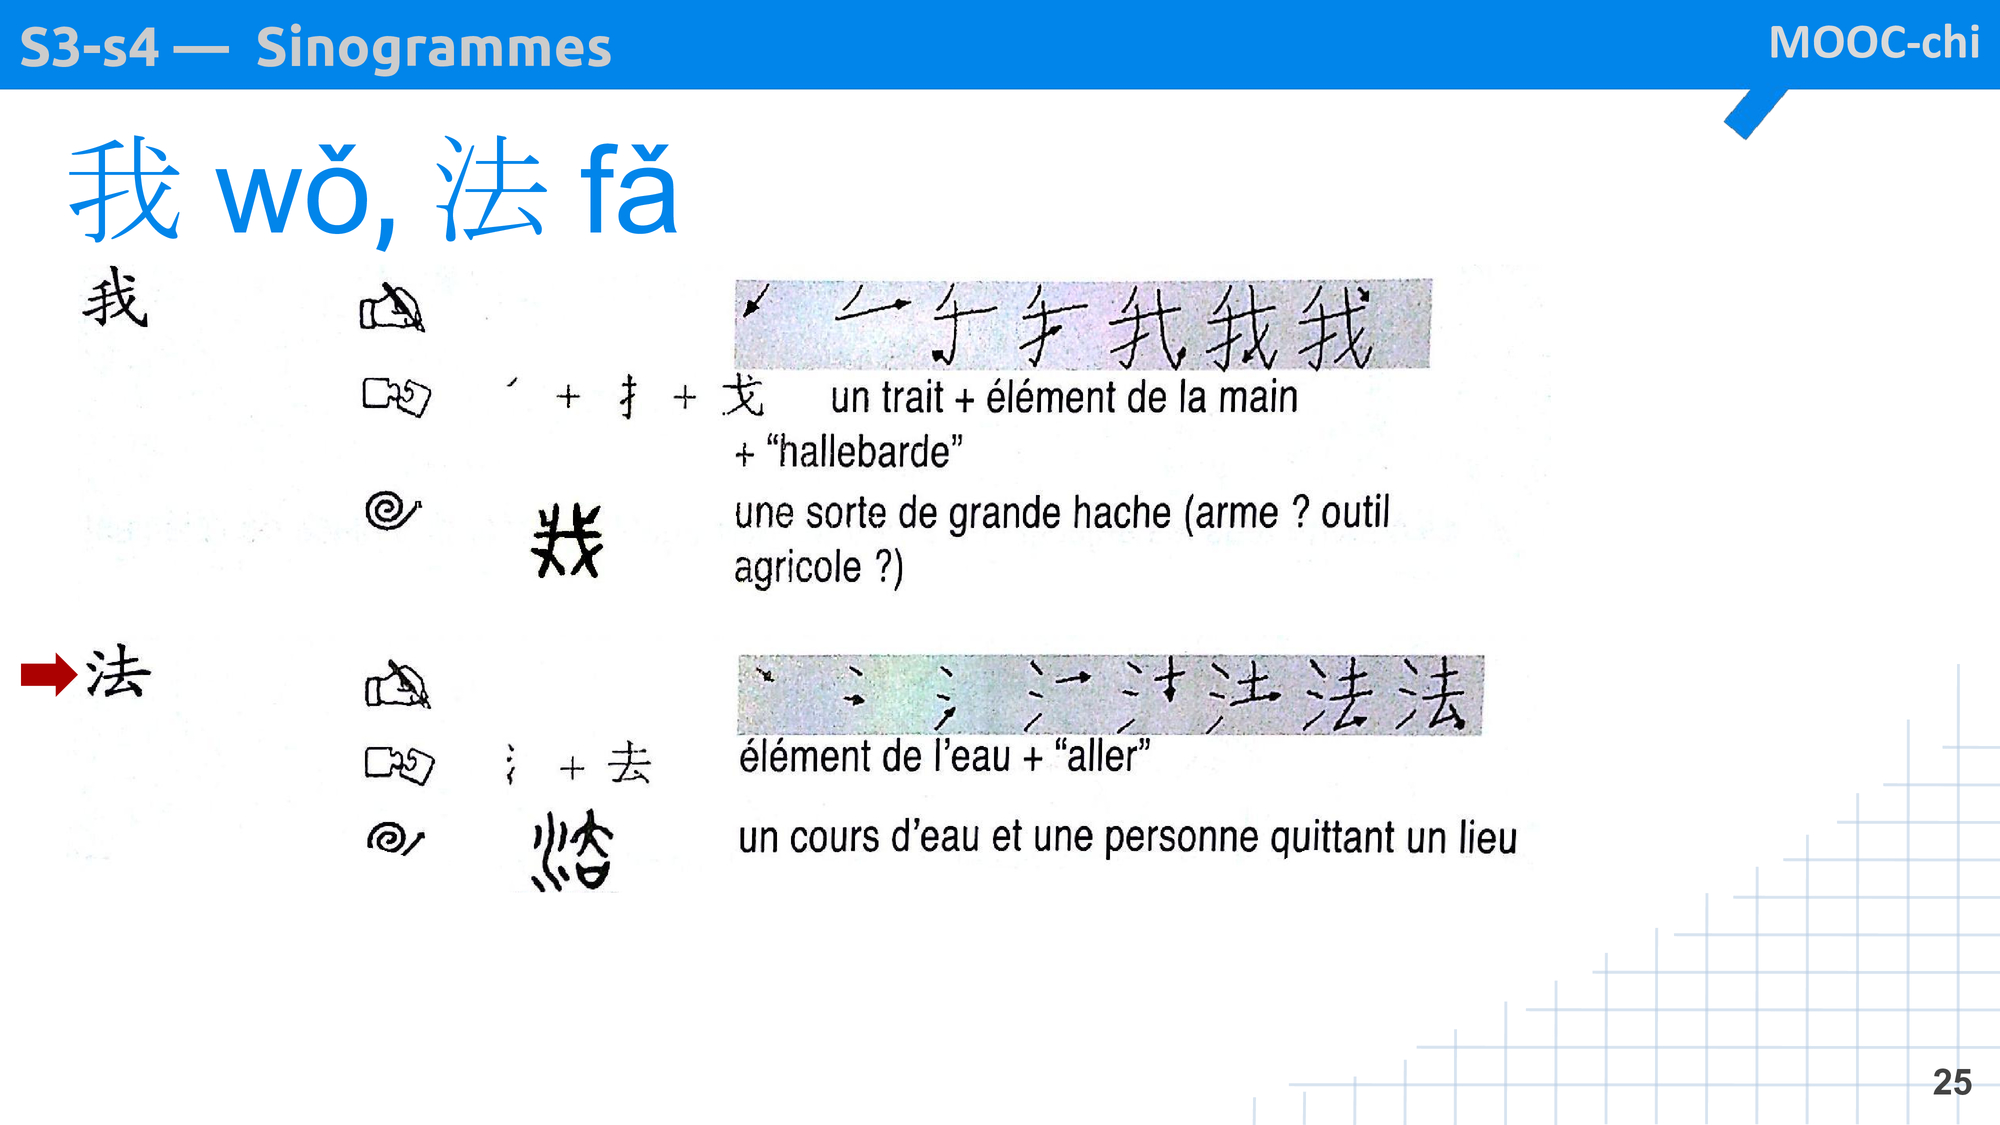 S3-s4 — Sinogrammes
MOOC-chi
我 wǒ, 法 fǎ
我
㇒ + 扌 + 戈 un trait + élément de la main
+ “hallebarde”
une sorte de grande hache (arme ? outil
agricole ?)
法
氵 + 去 élément de l’eau + “aller”
un cours d’eau et une personne quittant un lieu
25